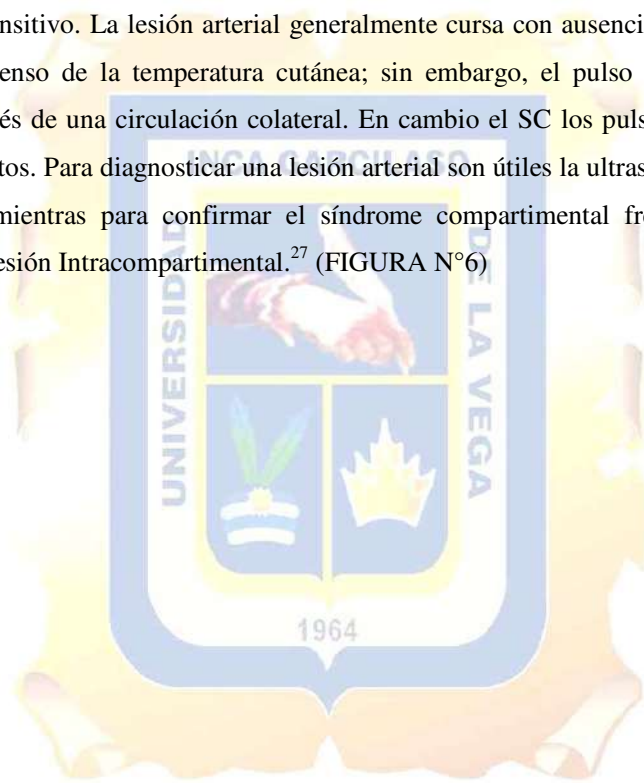 nsitivo. La lesión arterial generalmente cursa con ausenci
enso de la temperatura cutánea; sin embargo, el pulso
és de una circulación colateral. En cambio el SC los puls
tos. Para diagnosticar una lesión arterial son útiles la ultras
mientras para confirmar el síndrome compartimental fr
esión Intracompartimental.27 (FIGURA N°6)
UNIVERSIDAD
INCA GARCILASO
DE LA VEGA
1964